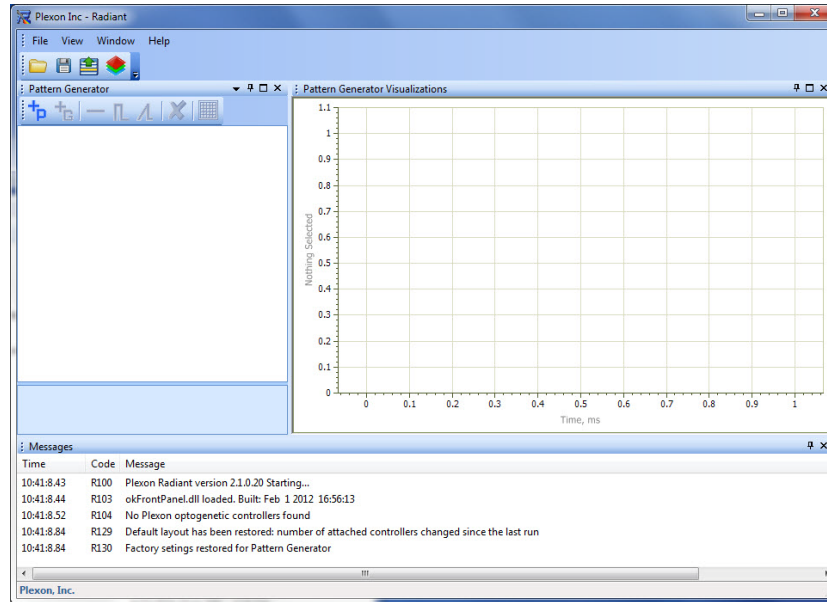 Plexon Inc - Radiant
File View Window Help
Pattern Generator
Pattern Generator Visualizations
+p +G
1.1
1
0.9
0.8
0.7
0.6
0.5
0.4
0.3
0.2
0.1
0
Nothing Selected
0 0.1 0.2 0.3 0.4 0.5 0.6 0.7 0.8 0.9 1
Time, ms
Messages
Time Code Message
10:41:8.43 R100 Plexon Radiant version 2.1.0.20 Starting...
10:41:8.44 R103 okFrontPanel.dll loaded. Built: Feb 1 2012 16:56:13
10:41:8.52 R104 No Plexon optogenetic controllers found
10:41:8.84 R129 Default layout has been restored: number of attached controllers changed since the last run
10:41:8.84 R130 Factory setings restored for Pattern Generator
Plexon, Inc.